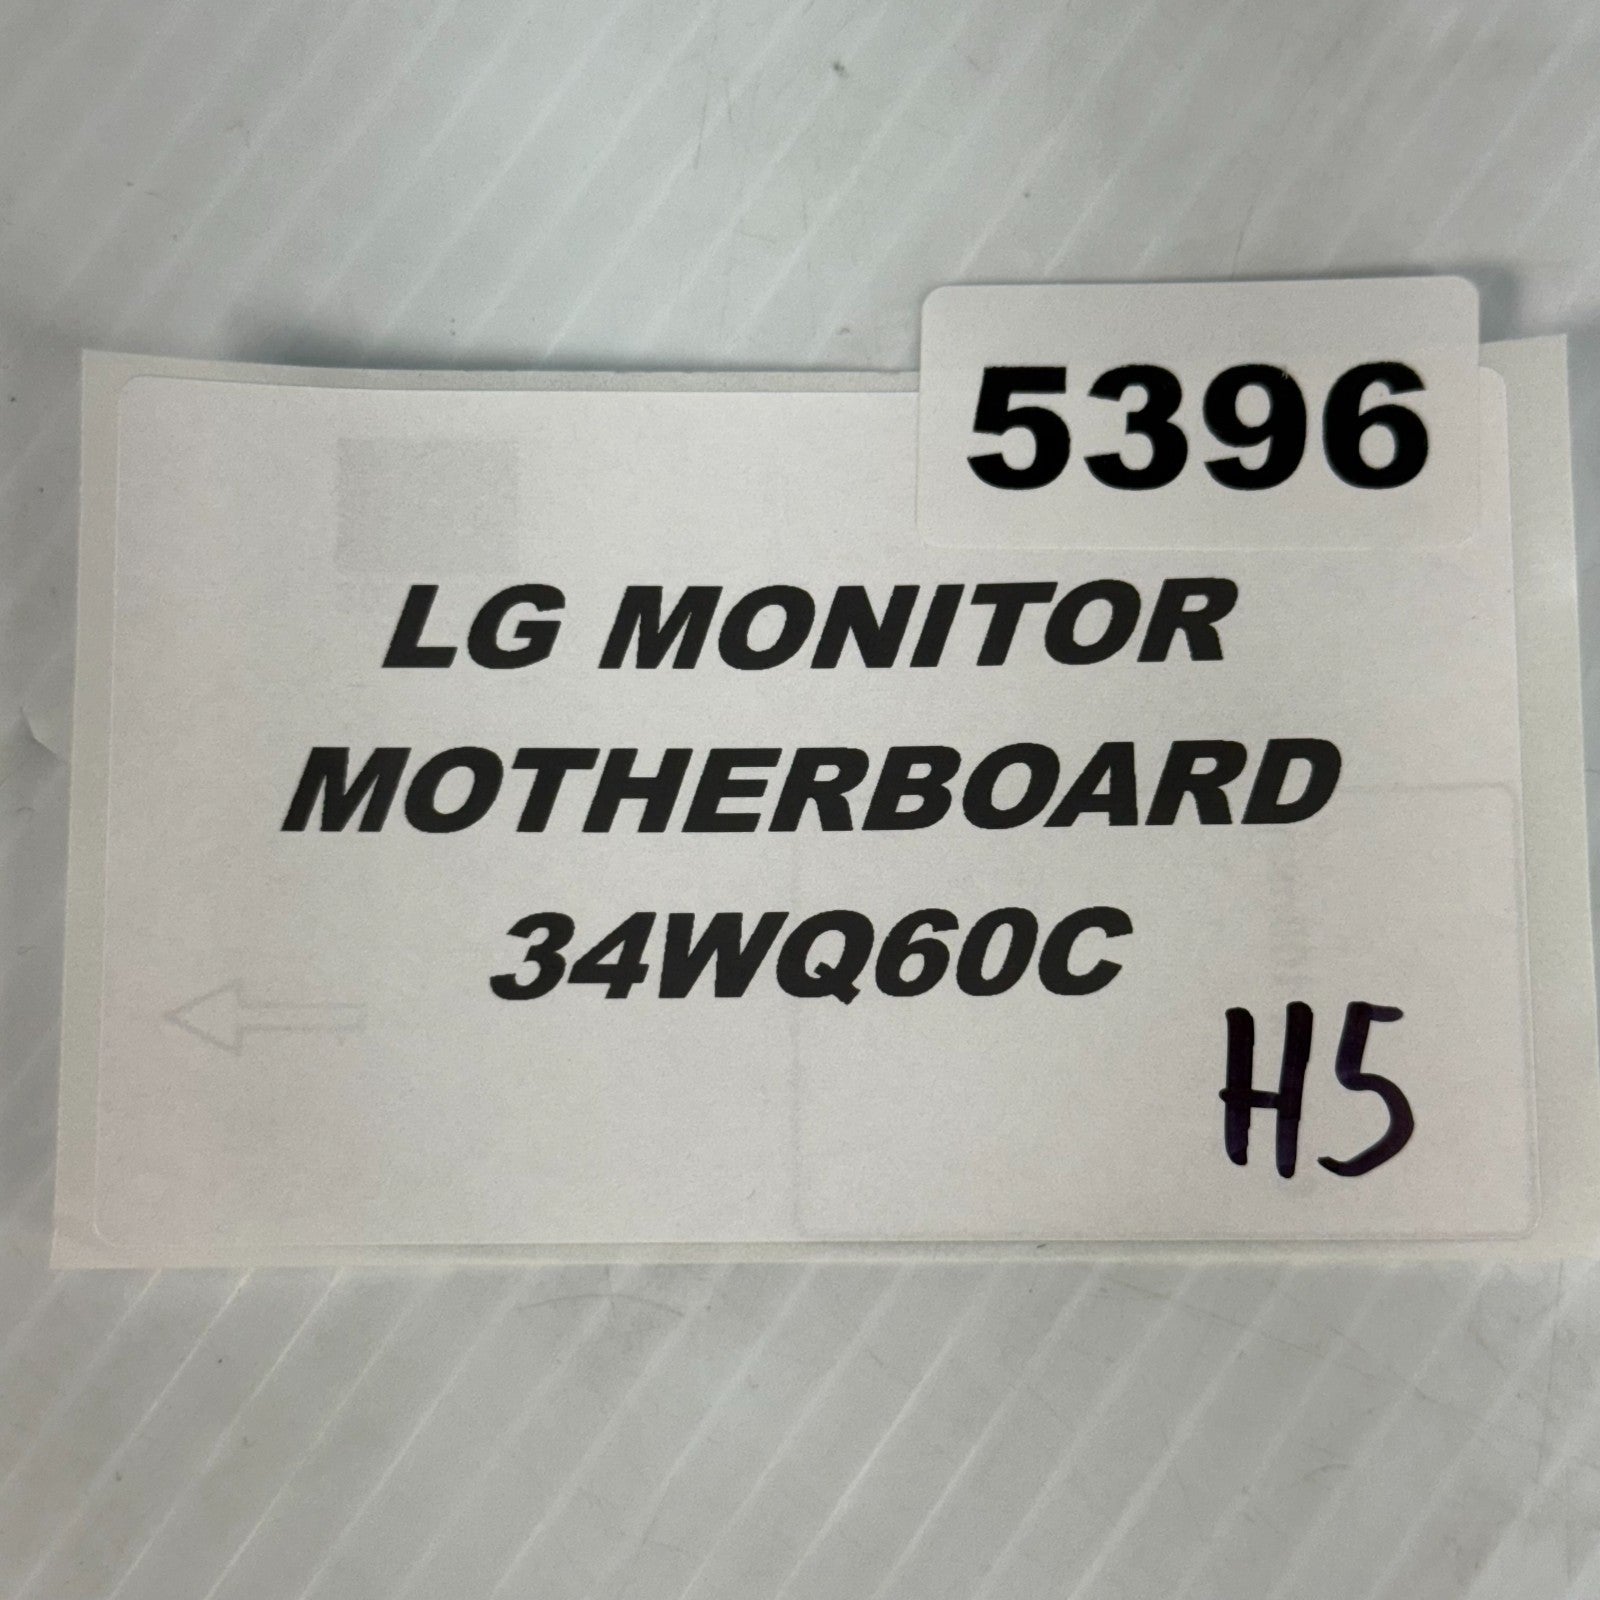 5396
LG MONITOR
MOTHERBOARD
34WQ60C
H5